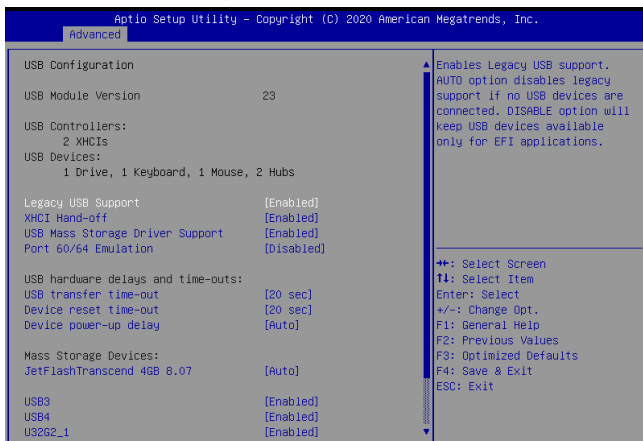 Aptio Setup Utility – Copyright (C) 2020 American Megatrends, Inc.
Advanced
USB Configuration
USB Module Version 23
USB Controllers:
2 XHCIs
USB Devices:
1 Drive, 1 Keyboard, 1 Mouse, 2 Hubs
Legacy USB Support [Enabled]
XHCI Hand-off [Enabled]
USB Mass Storage Driver Support [Enabled]
Port 60/64 Emulation [Disabled]
USB hardware delays and time-outs:
USB transfer time-out [20 sec]
Device reset time-out [20 sec]
Device power-up delay [Auto]
Mass Storage Devices:
JetFlashTranscend 4GB 8.07 [Auto]
USB3 [Enabled]
USB4 [Enabled]
U32G2_1 [Enabled]
Enables Legacy USB support.
AUTO option disables legacy
support if no USB devices are
connected. DISABLE option will
keep USB devices available
only for EFI applications.
→←: Select Screen
↑↓: Select Item
Enter: Select
+/-: Change Opt.
F1: General Help
F2: Previous Values
F3: Optimized Defaults
F4: Save & Exit
ESC: Exit